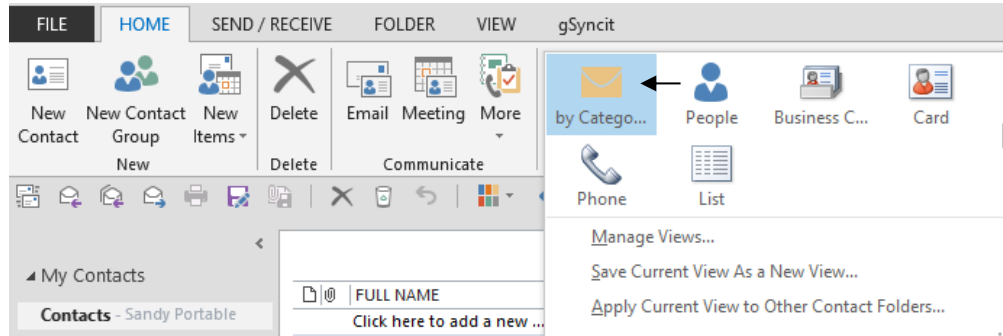 FILE HOME SEND / RECEIVE FOLDER VIEW gSyncit
New Contact
New Contact Group
New Items
Delete
Email
Meeting
More
New
Delete
Communicate
by Catego...
People
Business C...
Card
Phone
List
Manage Views...
Save Current View As a New View...
Apply Current View to Other Contact Folders...
My Contacts
Contacts - Sandy Portable
FULL NAME
Click here to add a new ...